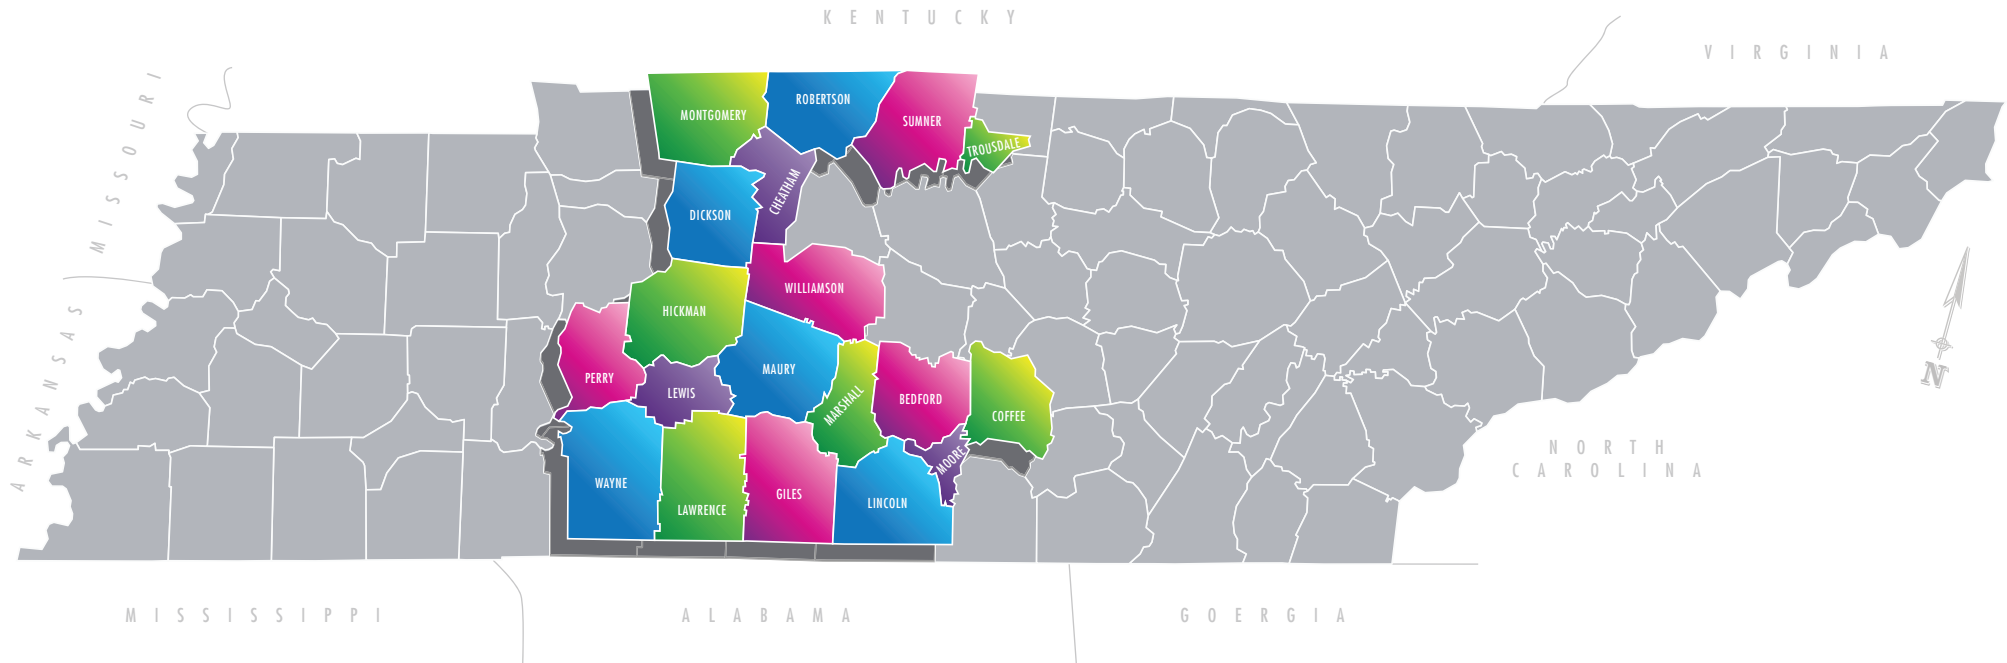 KENTUCKY
VIRGINIA
MISSOURI
ARKANSAS
MONTGOMERY
ROBERTSON
SUMNER
TROUSDALE
CHEATHAM
DICKSON
WILLIAMSON
HICKMAN
PERRY
LEWIS
MAURY
MARSHALL
BEDFORD
COFFEE
MOORE
WAYNE
LAWRENCE
GILES
LINCOLN
N
NORTH
CAROLINA
MISSISSIPPI
ALABAMA
GOERGIA